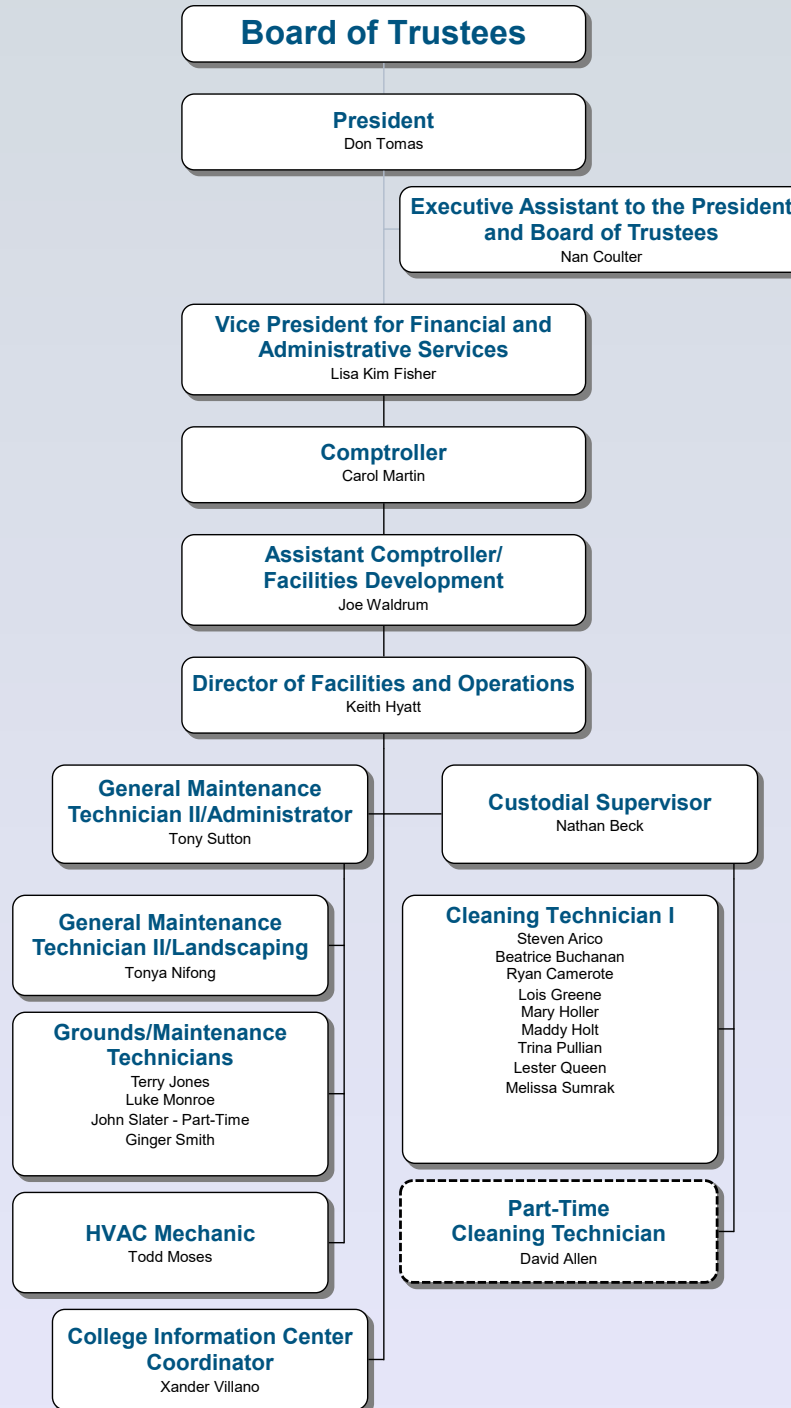 Board of Trustees
President
Don Tomas
Executive Assistant to the President
and Board of Trustees
Nan Coulter
Vice President for Financial and
Administrative Services
Lisa Kim Fisher
Comptroller
Carol Martin
Assistant Comptroller/
Facilities Development
Joe Waldrum
Director of Facilities and Operations
Keith Hyatt
General Maintenance
Technician II/Administrator
Tony Sutton
General Maintenance
Technician II/Landscaping
Tonya Nifong
Grounds/Maintenance
Technicians
Terry Jones
Luke Monroe
John Slater - Part-Time
Ginger Smith
HVAC Mechanic
Todd Moses
Custodial Supervisor
Nathan Beck
Cleaning Technician I
Steven Arico
Beatrice Buchanan
Ryan Camerote
Lois Greene
Mary Holler
Maddy Holt
Trina Pullian
Lester Queen
Melissa Sumrak
Part-Time
Cleaning Technician
David Allen
College Information Center
Coordinator
Xander Villano